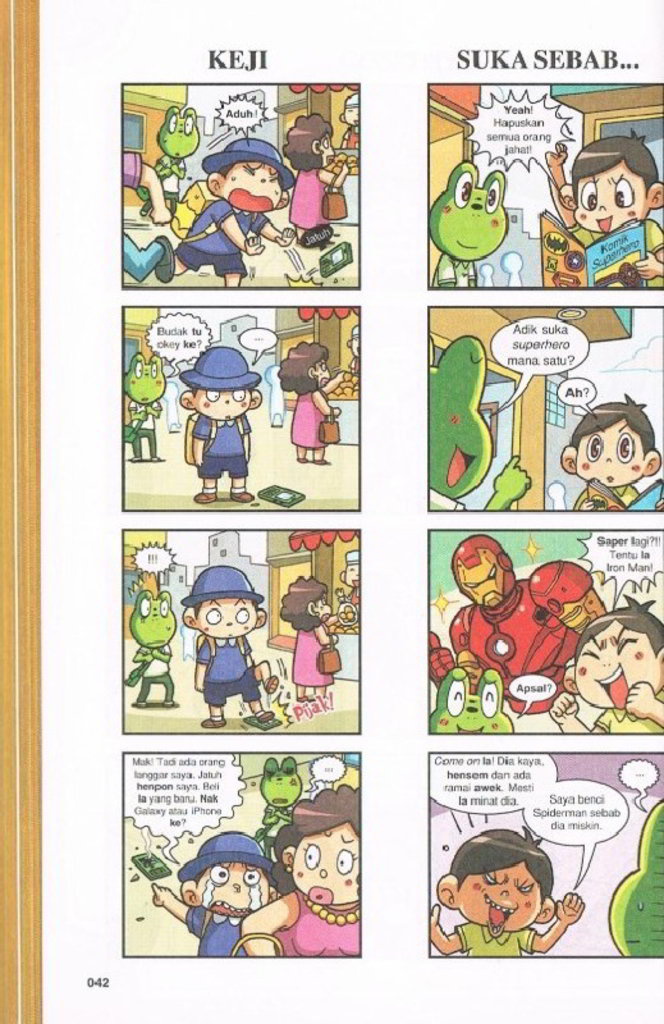 KEJI
Aduh!
Jatuh
Budak tu
okey ke?
...
!!!
Pijak!
Mak! Tadi ada orang
langgar saya. Jatuh
henpon saya. Beli
la yang baru. Nak
Galaxy atau iPhone
ke?
...
SUKA SEBAB...
Yeah!
Hapuskan
semua orang
jahat!
Komik
Superhero
Adik suka
superhero
mana satu?
Ah?
Saper lagi?!!
Tentu la
Iron Man!
Apsal?
Come on la! Dia kaya,
hensem dan ada
ramai awek. Mesti
la minat dia.
Saya benci
Spiderman sebab
dia miskin.
...
042